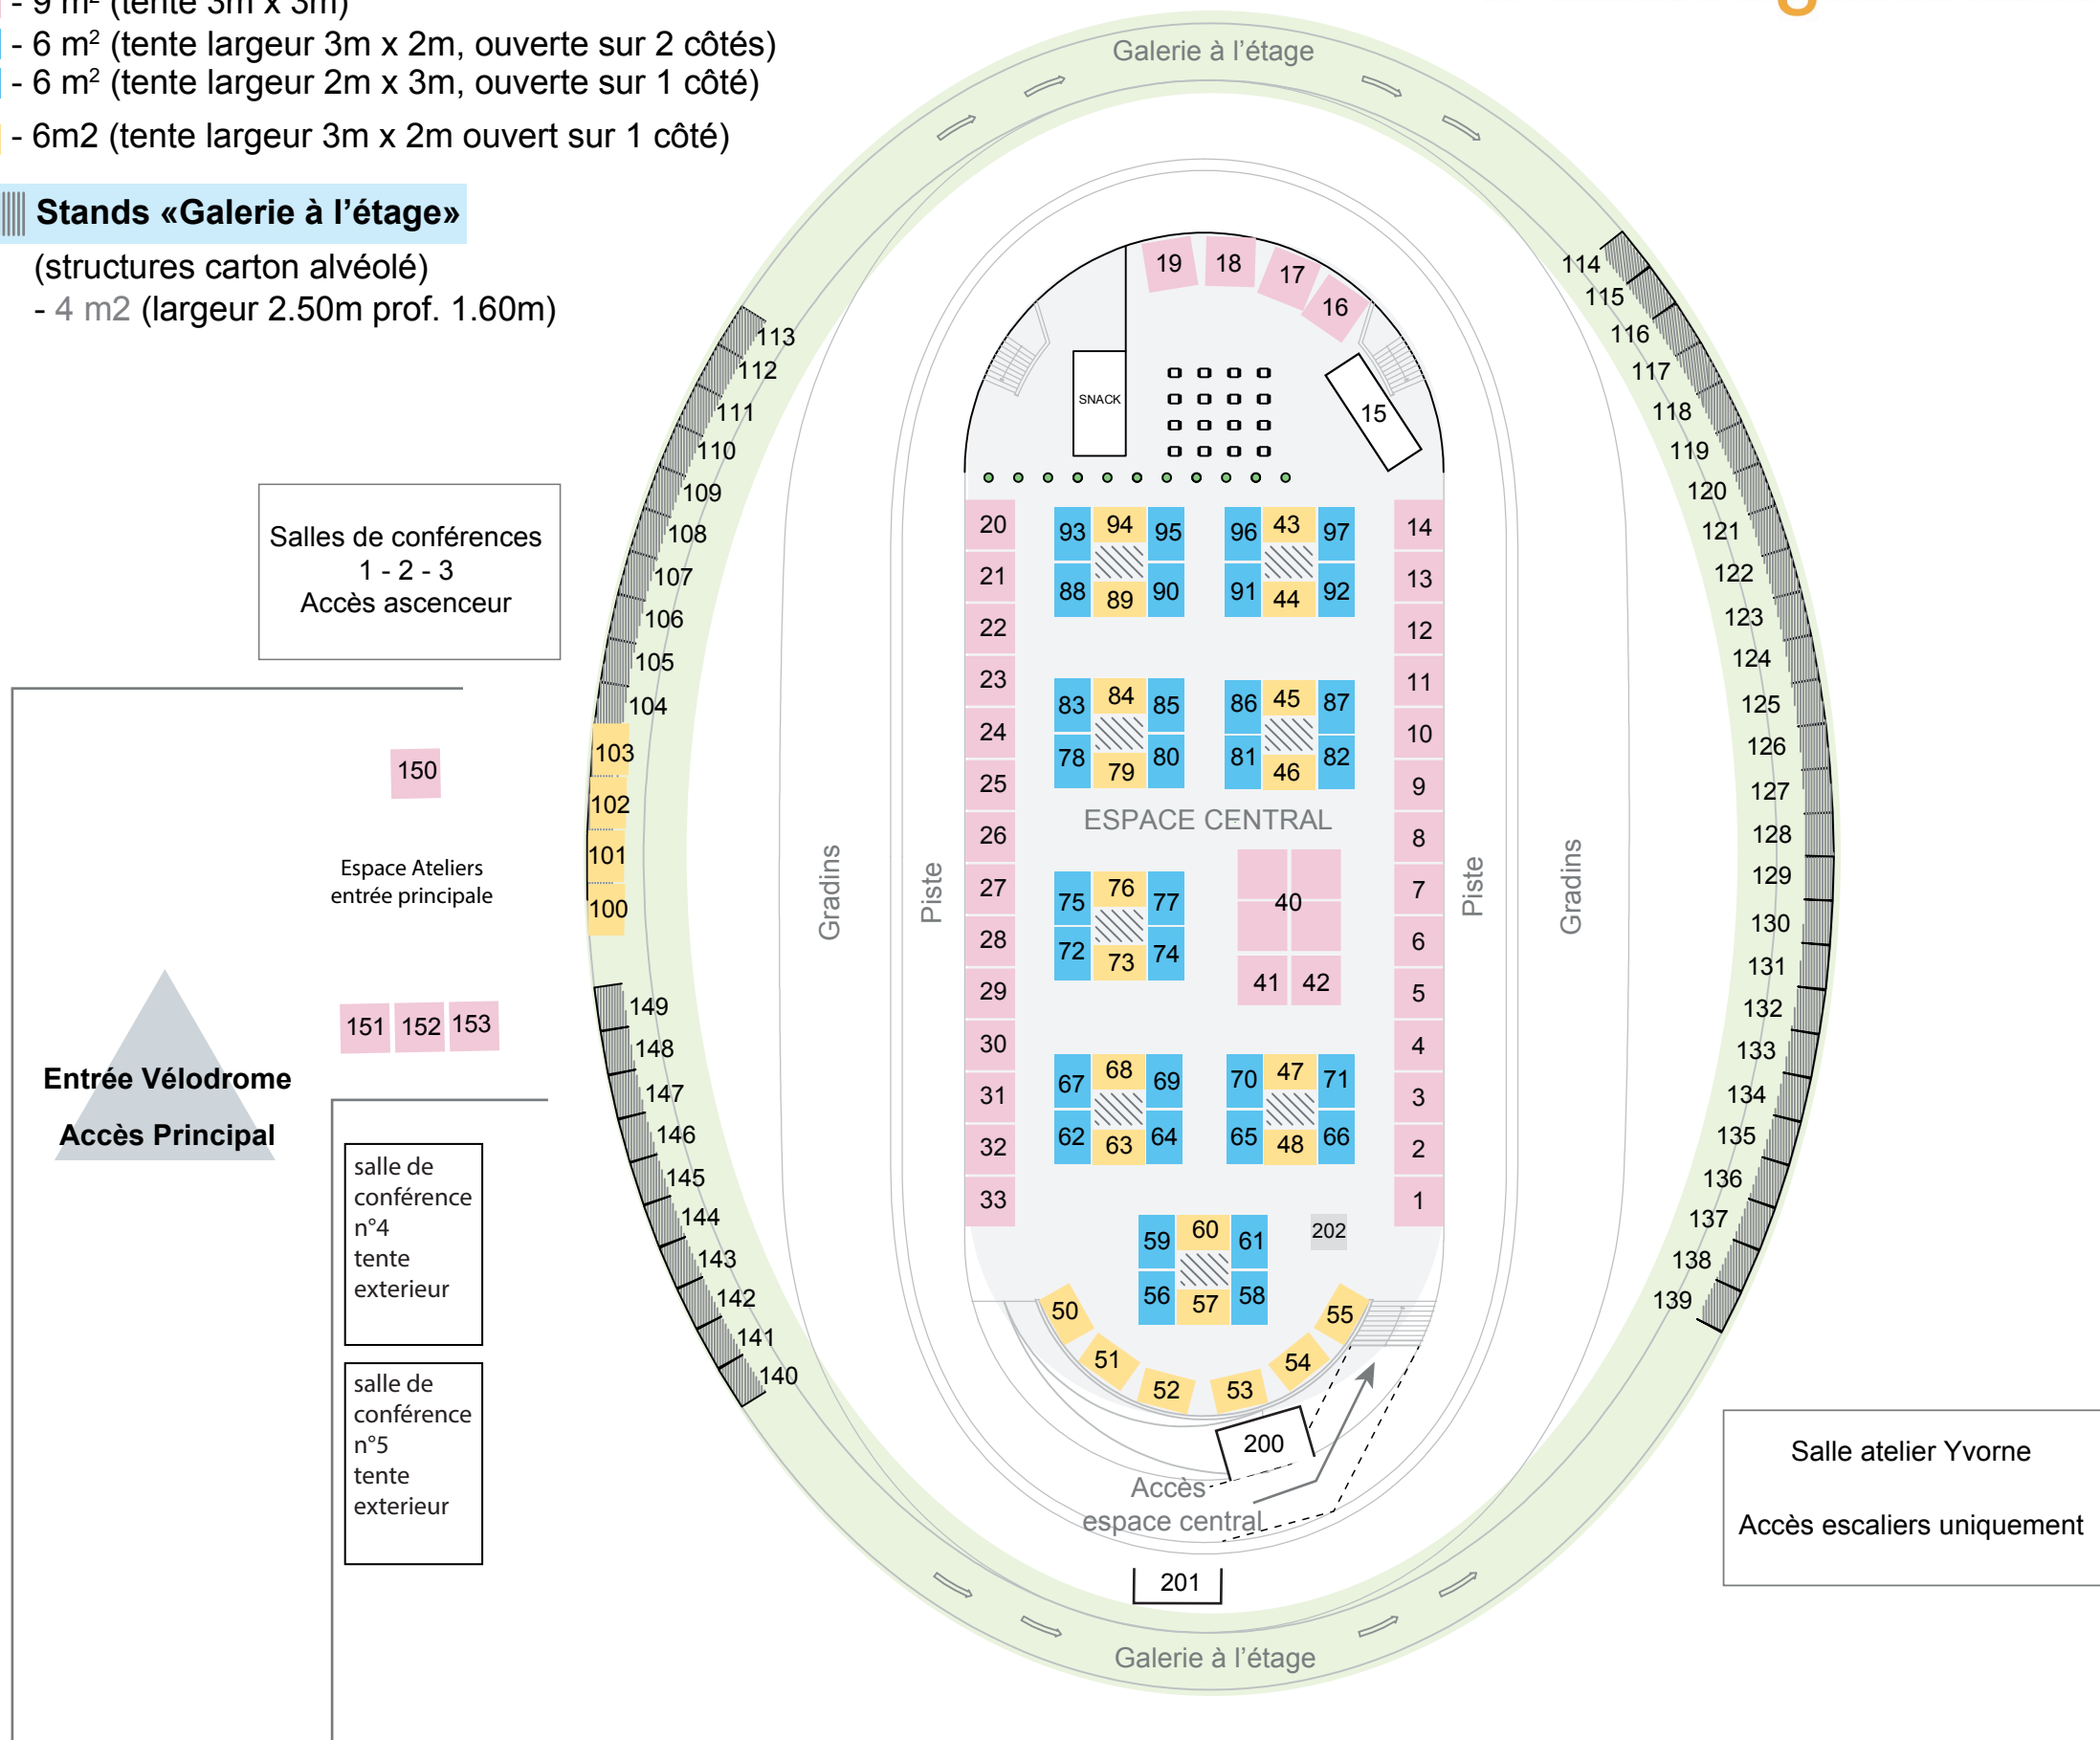 - 9 m² (tente 3m x 3m)
- 6 m² (tente largeur 3m x 2m, ouverte sur 2 côtés)
- 6 m² (tente largeur 2m x 3m, ouverte sur 1 côté)
- 6m2 (tente largeur 3m x 2m ouvert sur 1 côté)
Stands «Galerie à l'étage»
(structures carton alvéolé)
- 4 m2 (largeur 2.50m prof. 1.60m)
Galerie à l'étage
Salles de conférences
1 - 2 - 3
Accès ascenceur
150
Espace Ateliers
entrée principale
151 152 153
Entrée Vélodrome
Accès Principal
salle de
conférence
n°4
tente
exterieur
salle de
conférence
n°5
tente
exterieur
113
112
111
110
109
108
107
106
105
104
103
102
101
100
149
148
147
146
145
144
143
142
141
140
Gradins
Piste
19 18 17 16
SNACK
15
20
21
22
23
24
25
26
27
28
29
30
31
32
33
93 94 95
88 89 90
96 43 97
91 44 92
83 84 85
78 79 80
86 45 87
81 46 82
ESPACE CENTRAL
75 76 77
72 73 74
40
41 42
67 68 69
62 63 64
70 47 71
65 48 66
59 60 61
56 57 58
202
50
51
52
53
54
55
14
13
12
11
10
9
8
7
6
5
4
3
2
1
Piste
Gradins
200
Accès
espace central
201
Galerie à l'étage
114
115
116
117
118
119
120
121
122
123
124
125
126
127
128
129
130
131
132
133
134
135
136
137
138
139
Salle atelier Yvorne
Accès escaliers uniquement